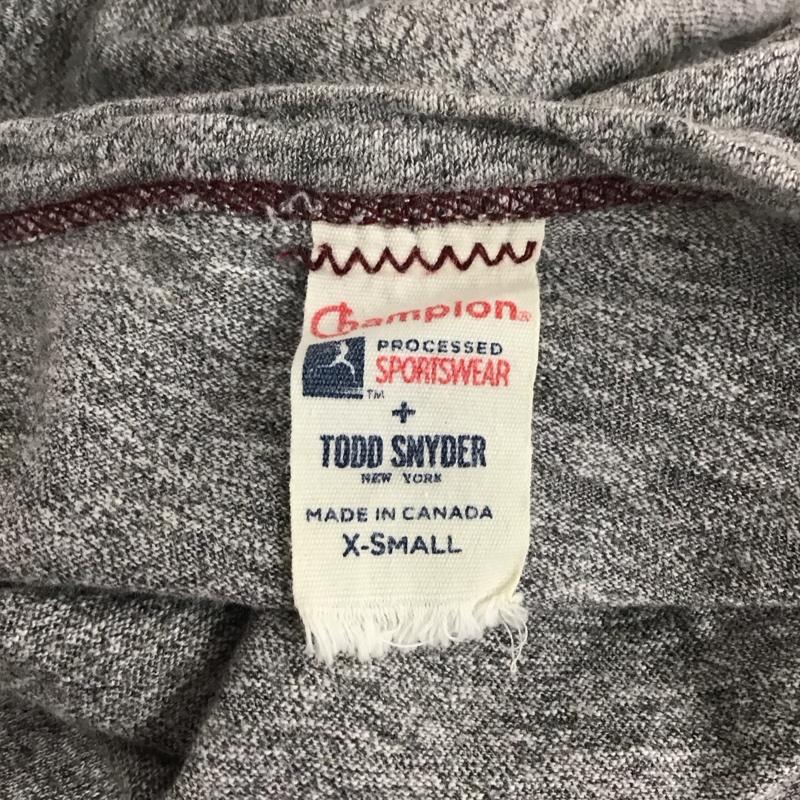 Champion®
PROCESSED
SPORTSWEAR
TM
+
TODD SNYDER
NEW YORK
MADE IN CANADA
X-SMALL